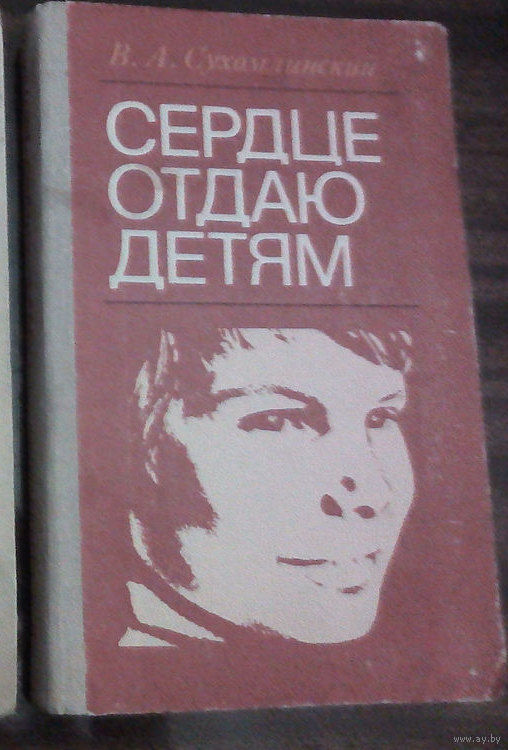 В. А. Сухомлинский
СЕРДЦЕ
ОТДАЮ
ДЕТЯМ
www.ay.by